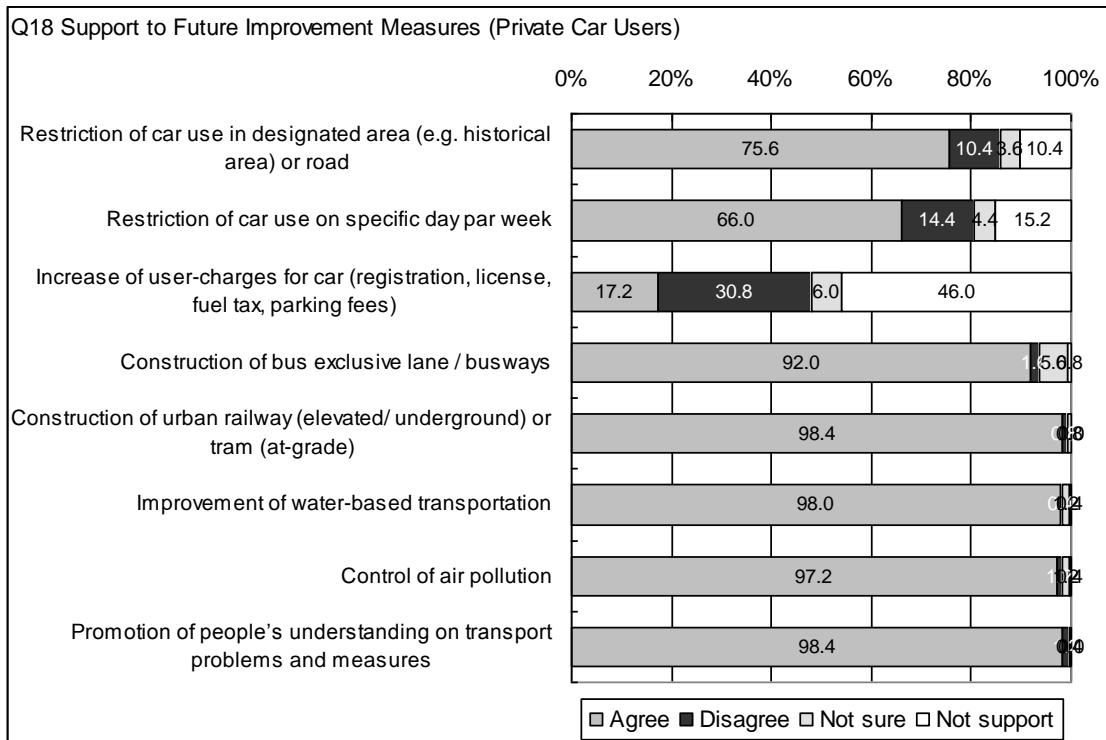 Q18 Support to Future Improvement Measures (Private Car Users)
0% 20% 40% 60% 80% 100%
Restriction of car use in designated area (e.g. historical
area) or road
75.6 10.4 3.6 10.4
Restriction of car use on specific day par week
66.0 14.4 4.4 15.2
Increase of user-charges for car (registration, license,
fuel tax, parking fees)
17.2 30.8 6.0 46.0
Construction of bus exclusive lane / busways
92.0
Construction of urban railway (elevated/ underground) or
tram (at-grade)
98.4
Improvement of water-based transportation
98.0
Control of air pollution
97.2
Promotion of people’s understanding on transport
problems and measures
98.4
Agree Disagree Not sure Not support